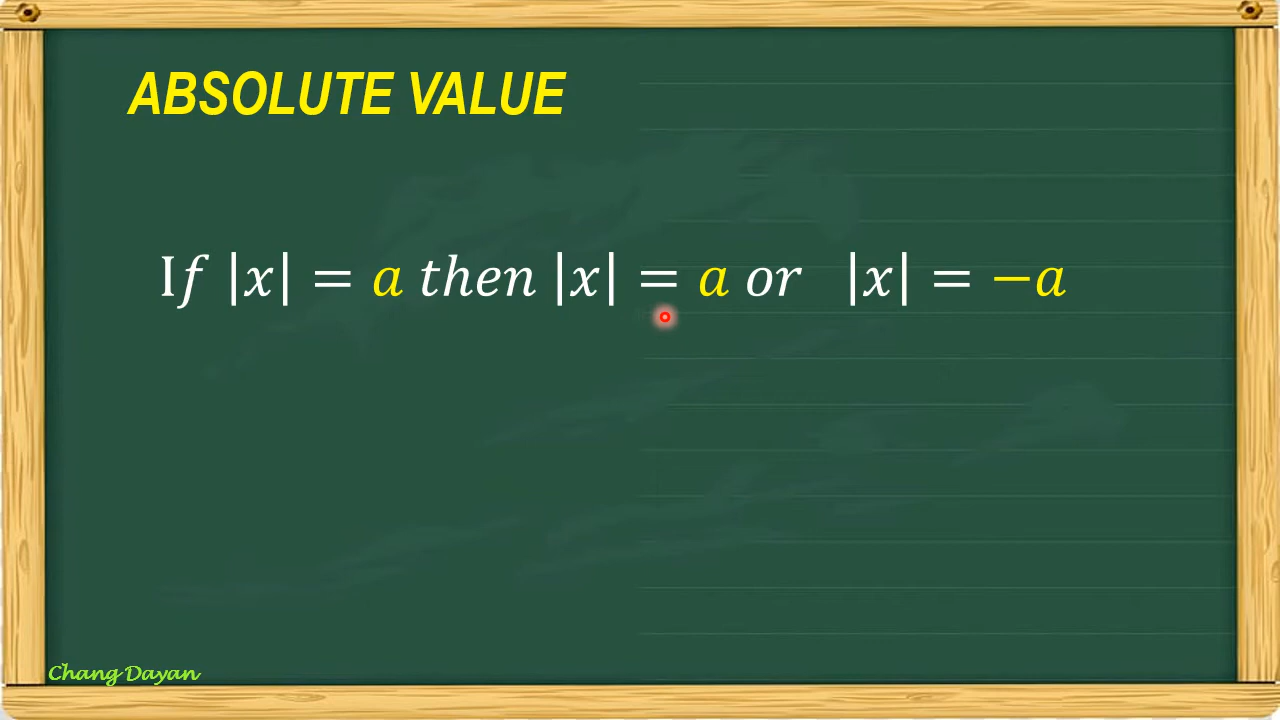 ABSOLUTE VALUE
If |x| = a then |x| = a or |x| = −a
Chang Dayan